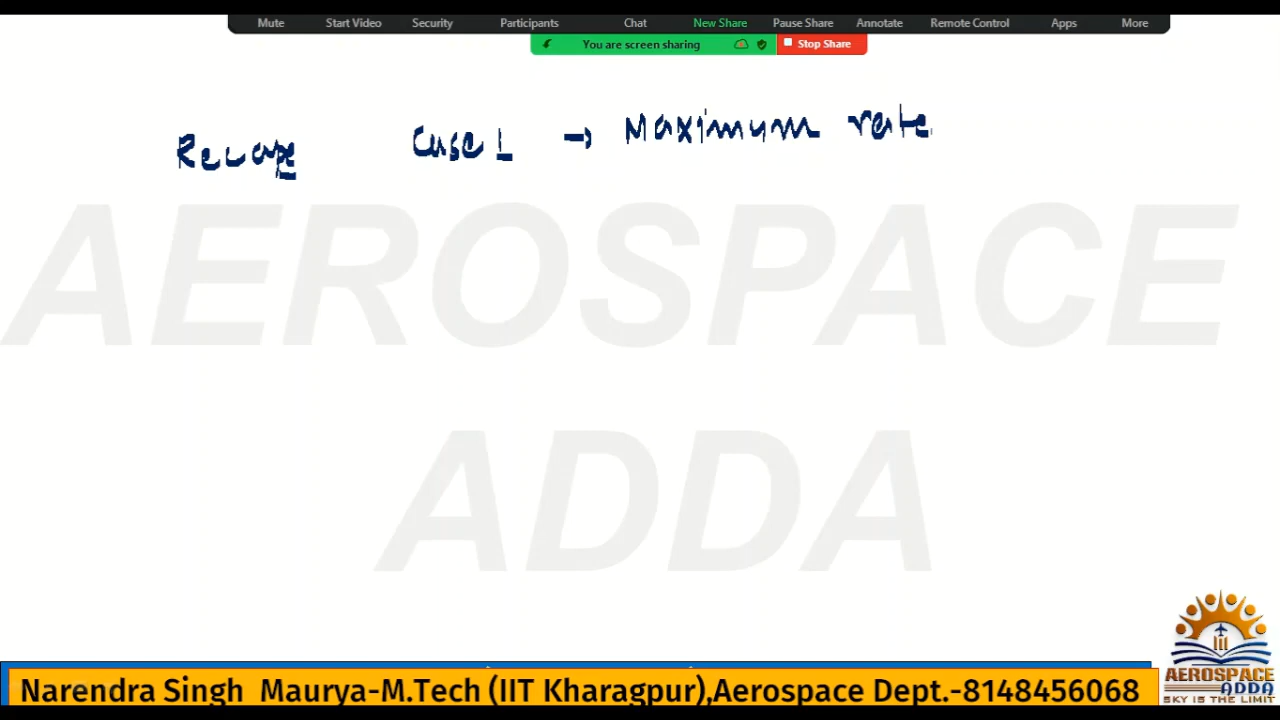 Mute Start Video Security Participants Chat New Share Pause Share Annotate Remote Control Apps More
You are screen sharing Stop Share
Recape Case 1 → Maximum rate
AEROSPACE
ADDA
Narendra Singh Maurya-M.Tech (IIT Kharagpur),Aerospace Dept.-8148456068
AEROSPACE
ADDA
SKY IS THE LIMIT